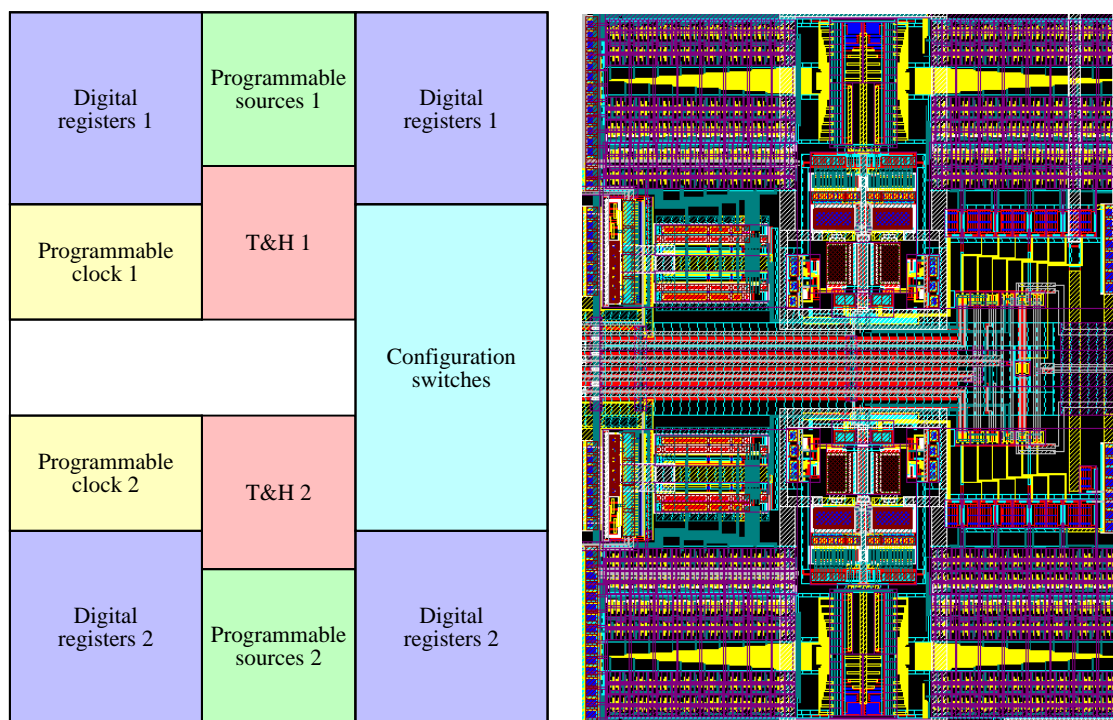 Digital
registers 1
Programmable
sources 1
Digital
registers 1
Programmable
clock 1
T&H 1
Configuration
switches
Programmable
clock 2
T&H 2
Digital
registers 2
Programmable
sources 2
Digital
registers 2